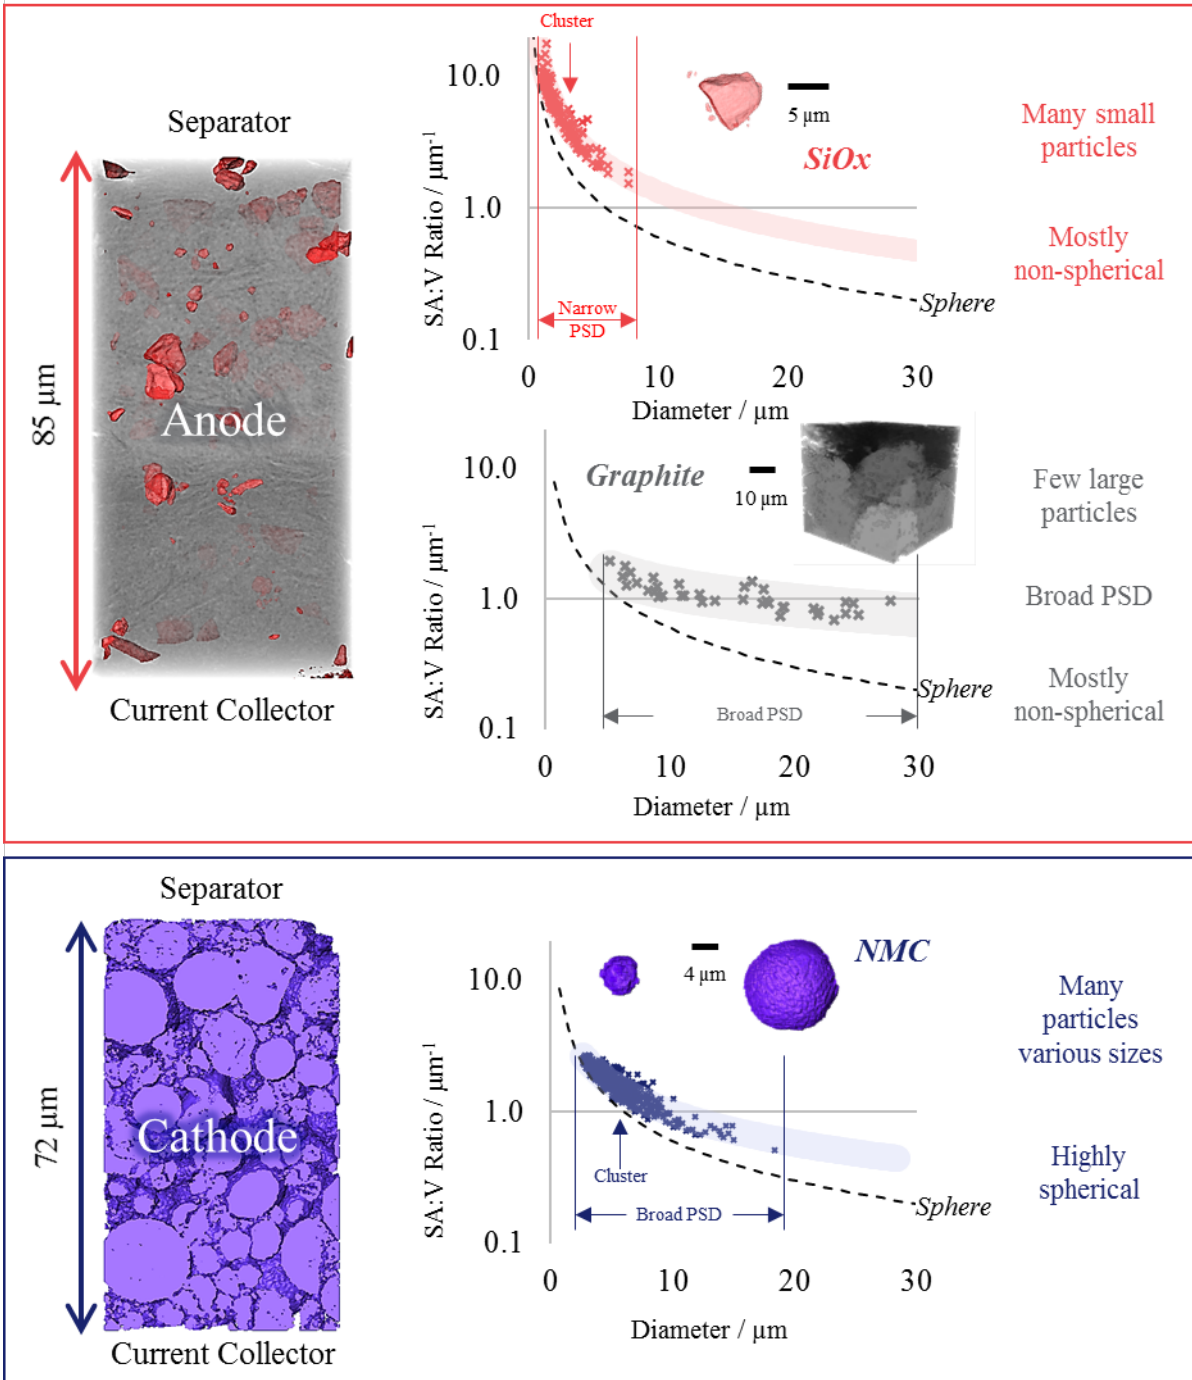 Separator
85 µm
Anode
Current Collector
Cluster
10.0
1.0
0.1
SA:V Ratio / µm-1
5 µm
SiOx
Sphere
Narrow
PSD
0 10 20 30
Diameter / µm
Many small
particles
Mostly
non-spherical
10.0
1.0
0.1
SA:V Ratio / µm-1
Graphite
10 µm
Sphere
Broad PSD
0 10 20 30
Diameter / µm
Few large
particles
Broad PSD
Mostly
non-spherical
Separator
72 µm
Cathode
Current Collector
10.0
1.0
0.1
SA:V Ratio / µm-1
4 µm
NMC
Cluster
Sphere
Broad PSD
0 10 20 30
Diameter / µm
Many
particles
various sizes
Highly
spherical